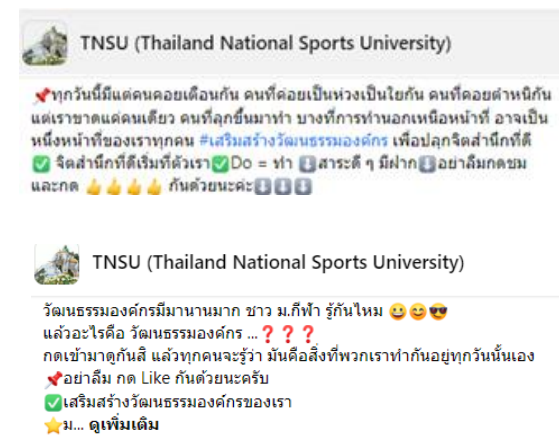 TNSU (Thailand National Sports University)
📌ทุกวันนี้มีแต่คนคอยเตือนกัน คนที่ค่อยเป็นห่วงเป็นใยกัน คนที่คอยตำหนิกัน
แต่เราขาดแค่คนเดียว คนที่ลุกขึ้นมาทำ บางที่การทำนอกเหนือหน้าที่ อาจเป็น
หนึ่งหน้าที่ของเราทุกคน #เสริมสร้างวัฒนธรรมองค์กร เพื่อปลุกจิตสำนึกที่ดี
✅ จิตสำนึกที่ดีเริ่มที่ตัวเรา✅Do = ทำ ⬇️สาระดี ๆ มีฝาก⬇️อย่าลืมกดชม
และกด 👍👍👍👍 กันด้วยนะค่ะ⬇️⬇️⬇️
TNSU (Thailand National Sports University)
วัฒนธรรมองค์กรมีมานานมาก ชาว ม.กีฬา รู้กันไหม 😀😊😎
แล้วอะไรคือ วัฒนธรรมองค์กร ...❓❓❓
กดเข้ามาดูกันสิ แล้วทุกคนจะรู้ว่า มันคือสิ่งที่พวกเราทำกันอยู่ทุกวันนั้นเอง
📌อย่าลืม กด Like กันด้วยนะครับ
✅เสริมสร้างวัฒนธรรมองค์กรของเรา
⭐ม... ดูเพิ่มเติม